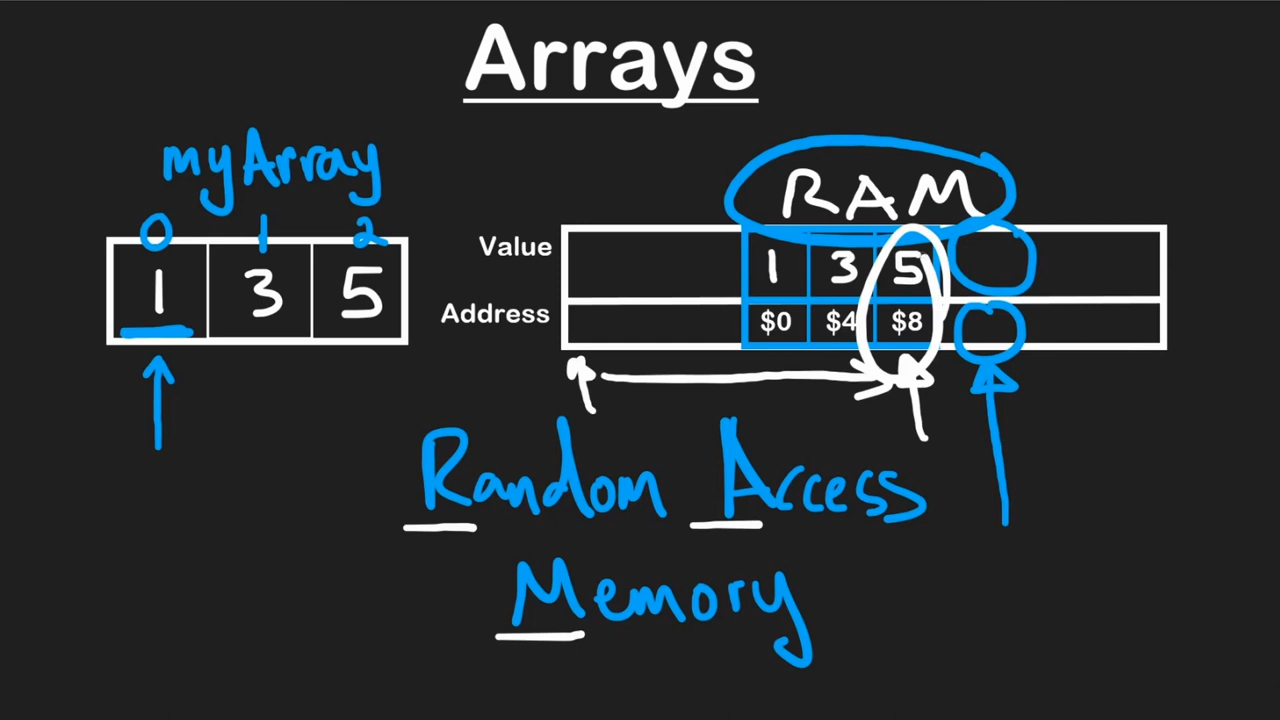 Arrays
myArray
0 1 2
1 3 5
RAM
Value 1 3 5
Address $0 $4 $8
Random Access
Memory